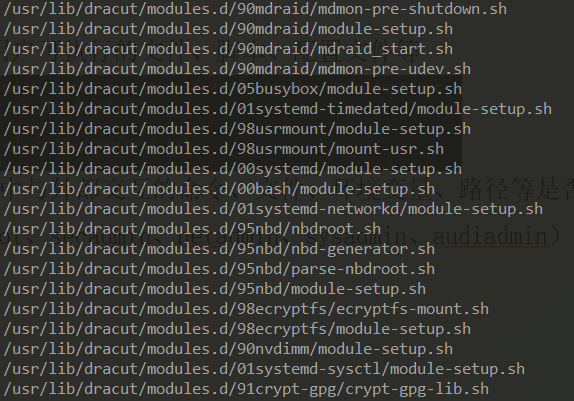 /usr/lib/dracut/modules.d/90mdraid/mdmon-pre-shutdown.sh
/usr/lib/dracut/modules.d/90mdraid/module-setup.sh
/usr/lib/dracut/modules.d/90mdraid/mdraid_start.sh
/usr/lib/dracut/modules.d/90mdraid/mdmon-pre-udev.sh
/usr/lib/dracut/modules.d/05busybox/module-setup.sh
/usr/lib/dracut/modules.d/01systemd-timedated/module-setup.sh
/usr/lib/dracut/modules.d/98usrmount/module-setup.sh
/usr/lib/dracut/modules.d/98usrmount/mount-usr.sh
/usr/lib/dracut/modules.d/00systemd/module-setup.sh
/usr/lib/dracut/modules.d/00bash/module-setup.sh
/usr/lib/dracut/modules.d/01systemd-networkd/module-setup.sh
/usr/lib/dracut/modules.d/95nbd/nbdroot.sh
/usr/lib/dracut/modules.d/95nbd/nbd-generator.sh
/usr/lib/dracut/modules.d/95nbd/parse-nbdroot.sh
/usr/lib/dracut/modules.d/95nbd/module-setup.sh
/usr/lib/dracut/modules.d/98ecryptfs/ecryptfs-mount.sh
/usr/lib/dracut/modules.d/98ecryptfs/module-setup.sh
/usr/lib/dracut/modules.d/90nvdimm/module-setup.sh
/usr/lib/dracut/modules.d/01systemd-sysctl/module-setup.sh
/usr/lib/dracut/modules.d/91crypt-gpg/crypt-gpg-lib.sh